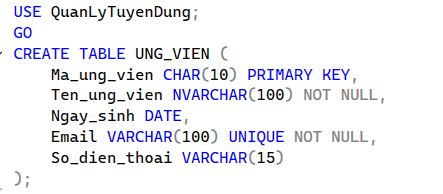 USE QuanLyTuyenDung;
GO
CREATE TABLE UNG_VIEN (
    Ma_ung_vien CHAR(10) PRIMARY KEY,
    Ten_ung_vien NVARCHAR(100) NOT NULL,
    Ngay_sinh DATE,
    Email VARCHAR(100) UNIQUE NOT NULL,
    So_dien_thoai VARCHAR(15)
);